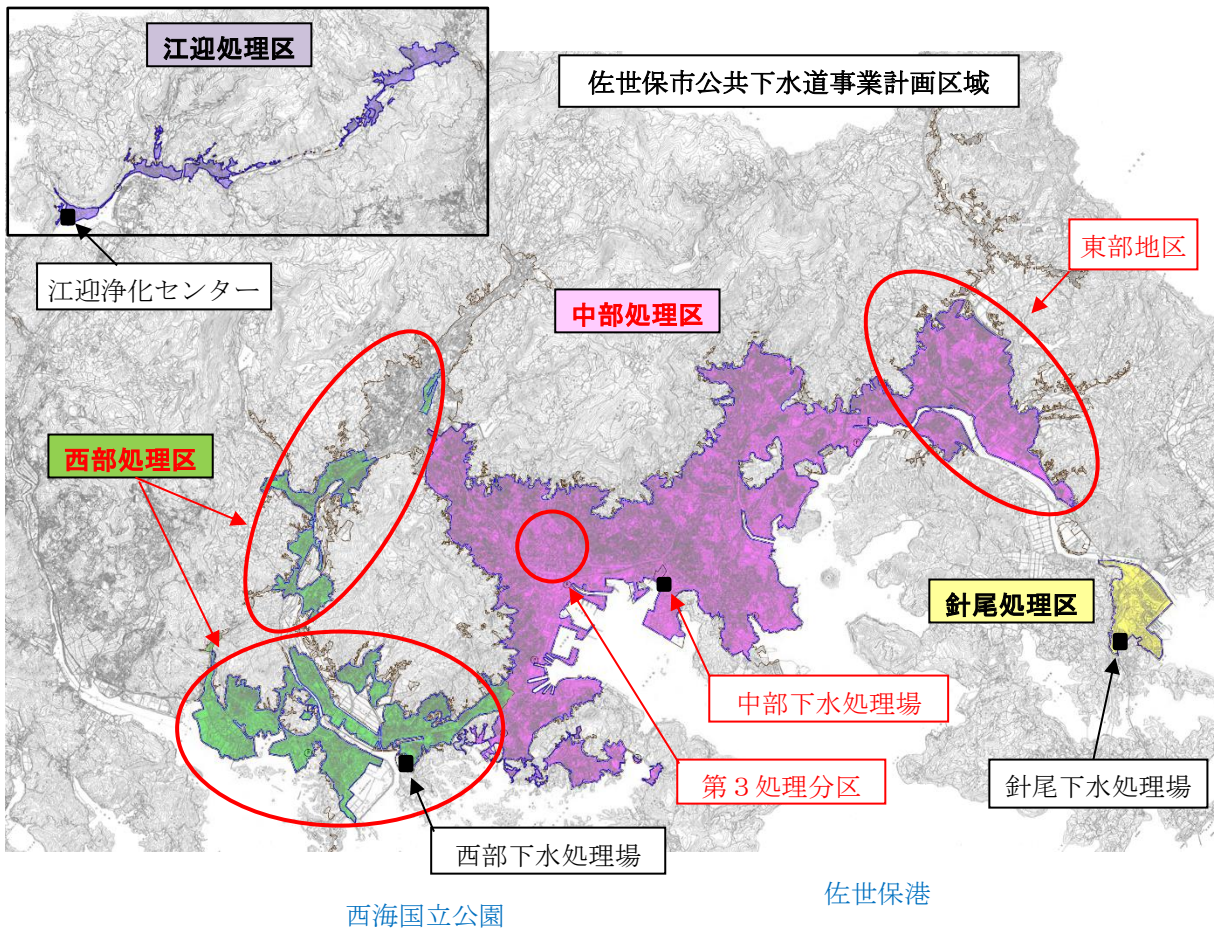 江迎処理区
佐世保市公共下水道事業計画区域
東部地区
江迎浄化センター
中部処理区
西部処理区
針尾処理区
中部下水処理場
第３処理分区
針尾下水処理場
西部下水処理場
佐世保港
西海国立公園